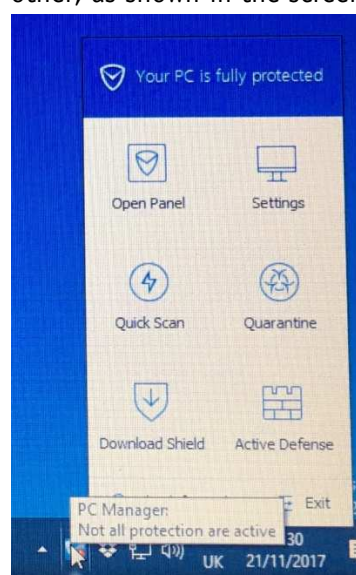 other, as shown in the scree
Your PC is fully protected
Open Panel
Settings
Quick Scan
Quarantine
Download Shield
Active Defense
Exit
PC Manager:
Not all protection are active
30
UK
21/11/2017